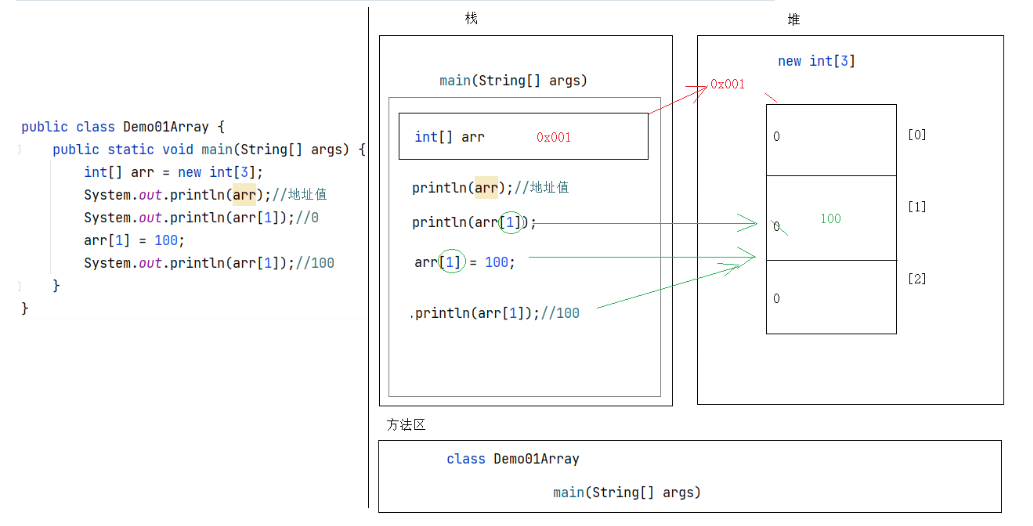 public class Demo01Array {
public static void main(String[] args) {
int[] arr = new int[3];
System.out.println(arr);//地址值
System.out.println(arr[1]);//0
arr[1] = 100;
System.out.println(arr[1]);//100
}
}
栈
main(String[] args)
int[] arr 0x001
println(arr);//地址值
println(arr[1]);
arr[1] = 100;
.println(arr[1]);//100
堆
new int[3]
0x001
0 [0]
0 100 [1]
0 [2]
方法区
class Demo01Array
main(String[] args)